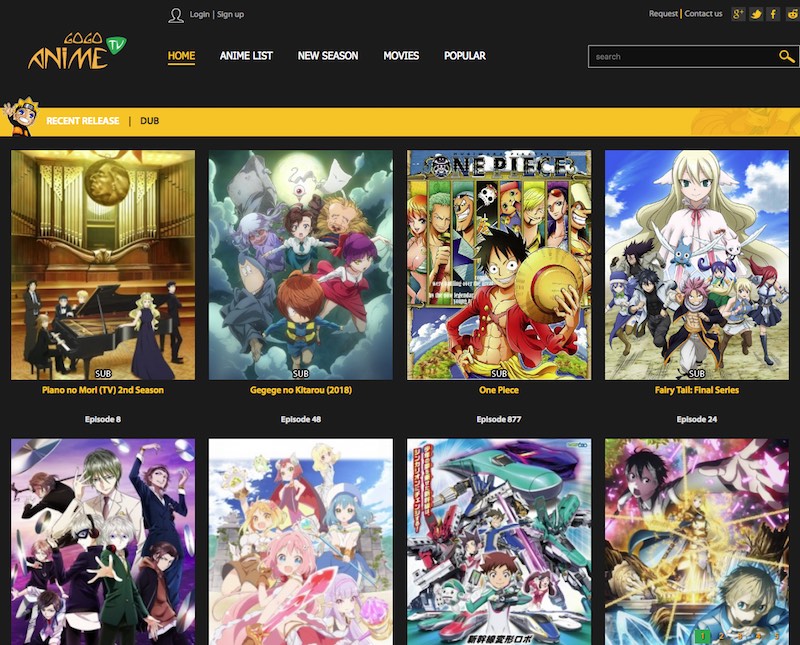 Login | Sign up
Request | Contact us
g+
f
GOGO
ANIME TV
HOME
ANIME LIST
NEW SEASON
MOVIES
POPULAR
search
RECENT RELEASE | DUB
SUB
Piano no Mori (TV) 2nd Season
Episode 8
SUB
Gegege no Kitarou (2018)
Episode 48
ONE PIECE
SUB
One Piece
Episode 877
SUB
Fairy Tail: Final Series
Episode 24
新幹線変形ロボ
1 2 3 4 5